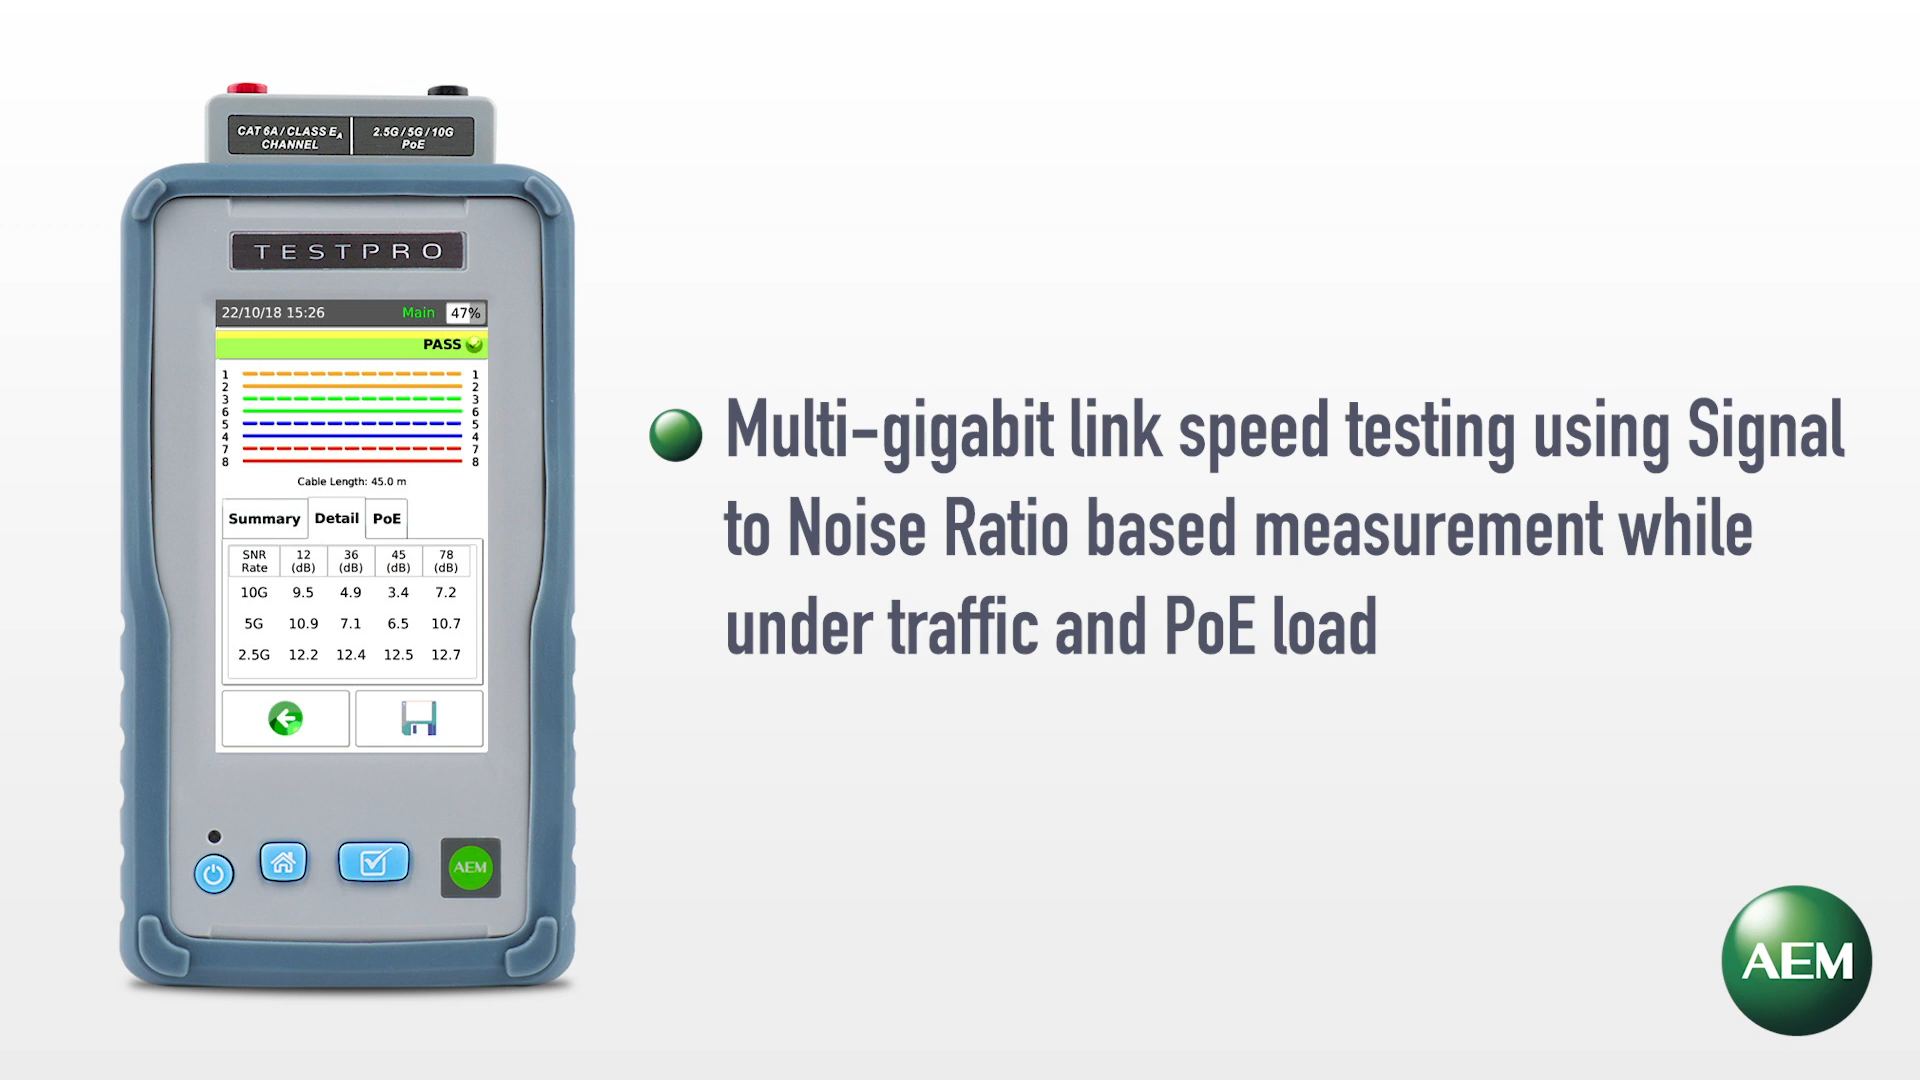 CAT 6A / CLASS EA
CHANNEL
2.5G / 5G / 10G
PoE
TESTPRO
22/10/18 15:26 Main 47%
PASS
1 1
2 2
3 3
6 6
5 5
4 4
7 7
8 8
Cable Length: 45.0 m
Summary Detail PoE
SNR Rate 12 (dB) 36 (dB) 45 (dB) 78 (dB)
10G 9.5 4.9 3.4 7.2
5G 10.9 7.1 6.5 10.7
2.5G 12.2 12.4 12.5 12.7
AEM
Multi-gigabit link speed testing using Signal
to Noise Ratio based measurement while
under traffic and PoE load
AEM